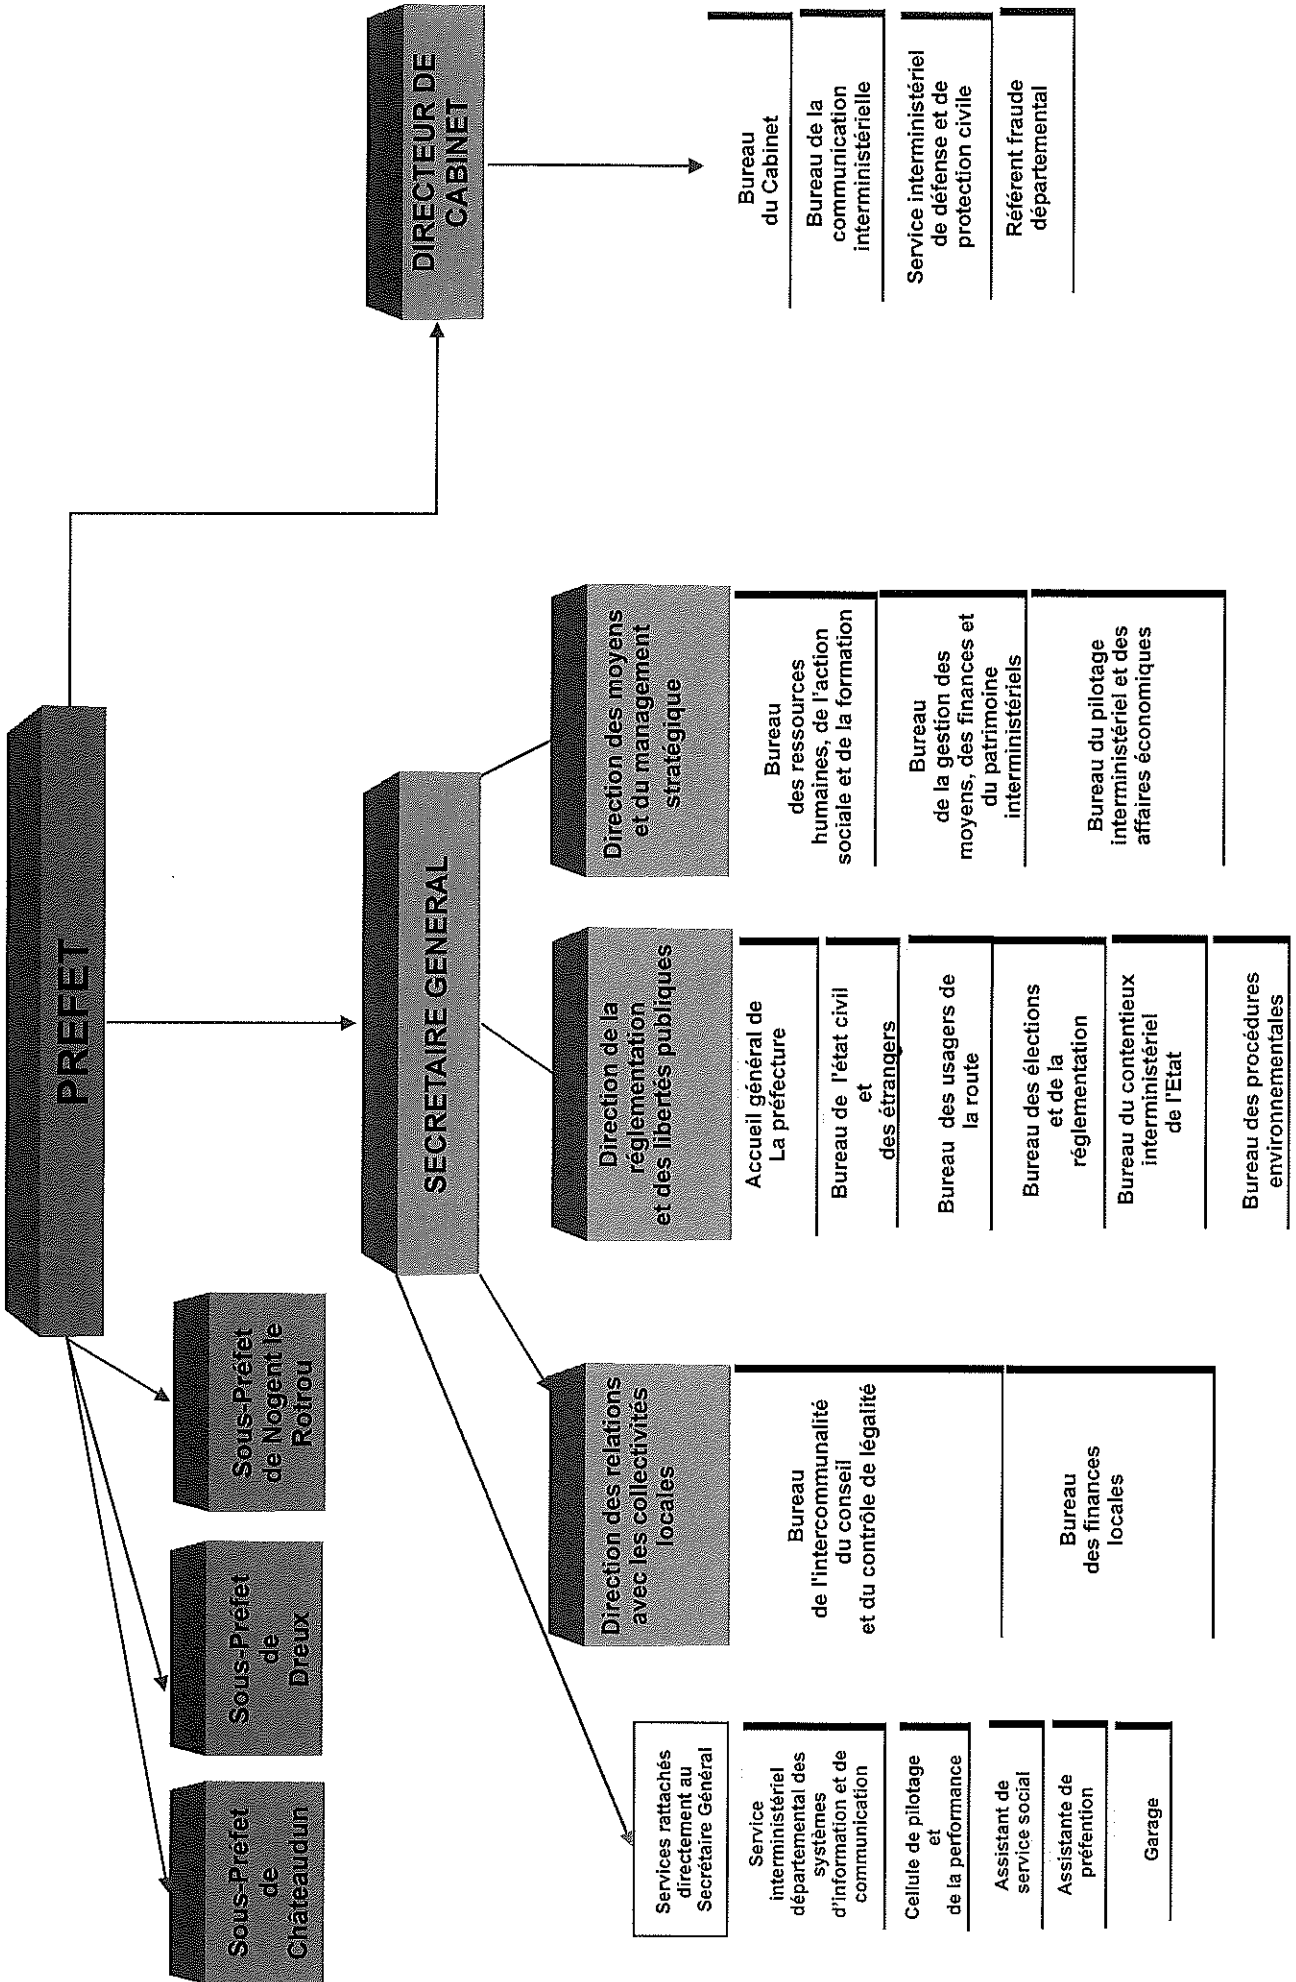 PREFET
Sous-Préfet
de
Châteaudun
Sous-Préfet
de
Dreux
Sous-Préfet
de Nogent le
Rotrou
SECRETAIRE GENERAL
DIRECTEUR DE
CABINET
Services rattachés
directement au
Secrétaire Général
Service
interministériel
départemental des
systèmes
d'information et de
communication
Cellule de pilotage
et
de la performance
Assistant de
service social
Assistante de
préfention
Garage
Direction des relations
avec les collectivités
locales
Bureau
de l'intercommunalité
du conseil
et du contrôle de légalité
Bureau
des finances
locales
Direction de la
réglementation
et des libertés publiques
Accueil général de
La préfecture
Bureau de l'état civil
et
des étrangers
Bureau des usagers de
la route
Bureau des élections
et de la
réglementation
Bureau du contentieux
interministériel
de l'Etat
Bureau des procédures
environnementales
Direction des moyens
et du management
stratégique
Bureau
des ressources
humaines, de l'action
sociale et de la formation
Bureau
de la gestion des
moyens, des finances et
du patrimoine
interministériels
Bureau du pilotage
interministériel et des
affaires économiques
Bureau
du Cabinet
Bureau de la
communication
interministérielle
Service interministériel
de défense et de
protection civile
Référent fraude
départemental